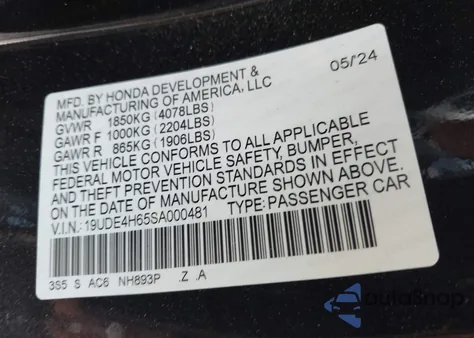 MFD. BY HONDA DEVELOPMENT & 05/'24
MANUFACTURING OF AMERICA, LLC
GVWR 1850KG (4078LBS)
GAWR F 1000KG (2204LBS)
GAWR R 865KG (1906LBS)
THIS VEHICLE CONFORMS TO ALL APPLICABLE
FEDERAL MOTOR VEHICLE SAFETY, BUMPER,
AND THEFT PREVENTION STANDARDS IN EFFECT
ON THE DATE OF MANUFACTURE SHOWN ABOVE.
V.I.N.: 19UDE4H65SA000481 TYPE: PASSENGER CAR
3S5 S AC6 NH893P .Z .A
autoSnap